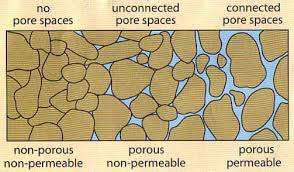 no
pore spaces
unconnected
pore spaces
connected
pore spaces
non-porous
non-permeable
porous
non-permeable
porous
permeable